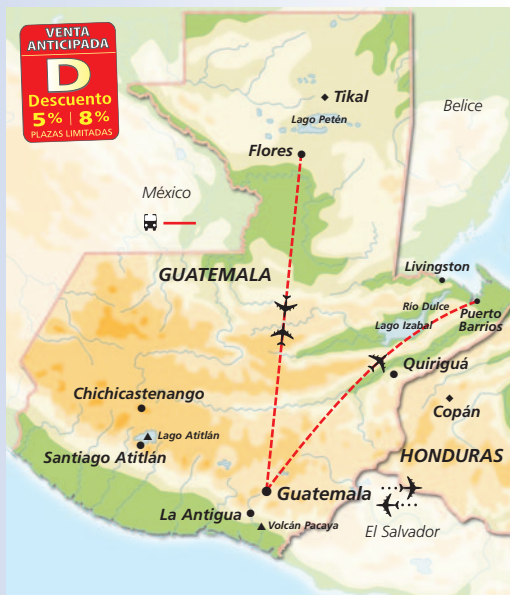 VENTA
ANTICIPADA
D
Descuento
5% | 8%
PLAZAS LIMITADAS
Tikal
Lago Petén
Belice
Flores
México
GUATEMALA
Livingston
Río Dulce
Puerto
Barrios
Lago Izabal
Quiriguá
Chichicastenango
Copán
Lago Atitlán
Santiago Atitlán
HONDURAS
Guatemala
La Antigua
Volcán Pacaya
El Salvador